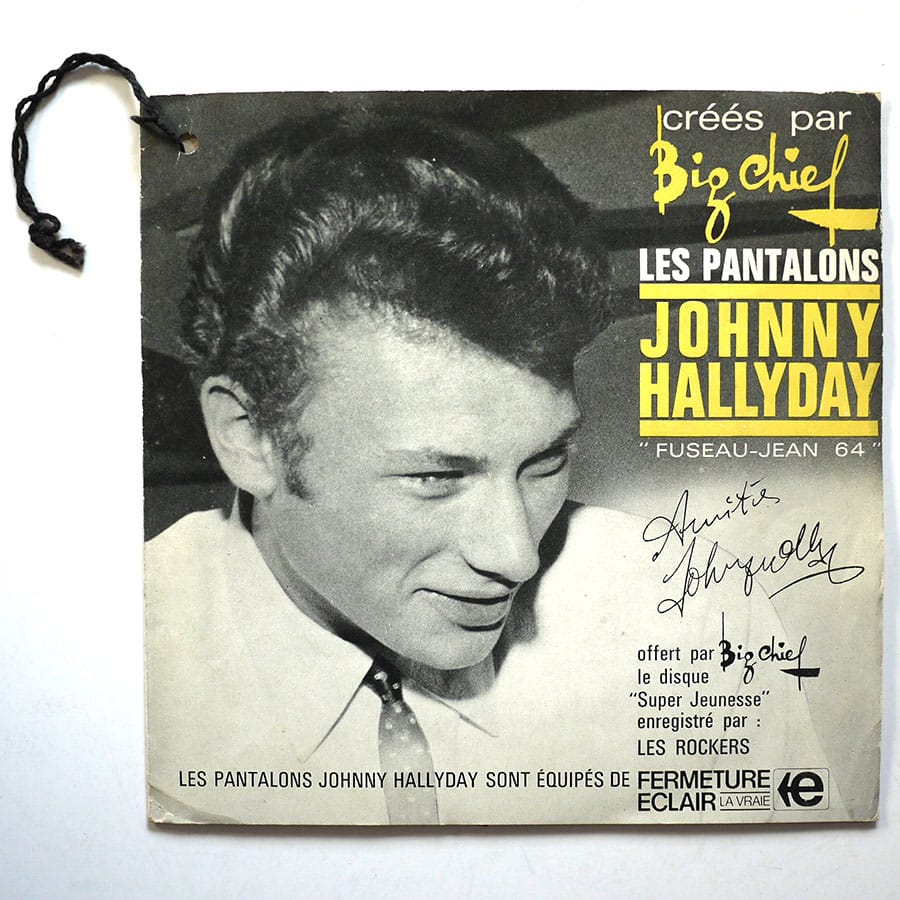 créés par
Big Chief
LES PANTALONS
JOHNNY
HALLYDAY
"FUSEAU-JEAN 64"
Amitiés
Johnny
offert par Big Chief
le disque
"Super Jeunesse"
enregistré par :
LES ROCKERS
LES PANTALONS JOHNNY HALLYDAY SONT ÉQUIPÉS DE FERMETURE
ECLAIR LA VRAIE e